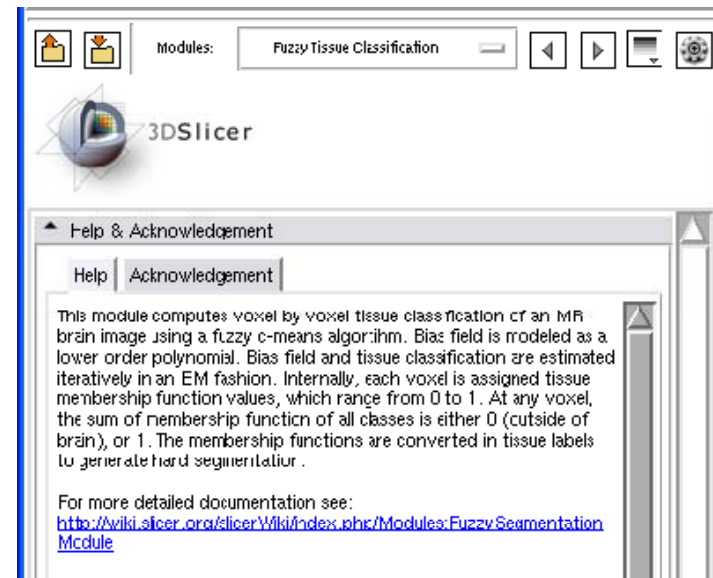 Modules:
Fuzzy Tissue Classification
3DSlicer
Help & Acknowledgement
Help
Acknowledgement
This module computes voxel by voxel tissue classification of an MR
brain image using a fuzzy c-means algorithm. Bias field is modeled as a
lower order polynomial. Bias field and tissue classification are estimated
iteratively in an EM fashion. Internally, each voxel is assigned tissue
membership function values, which range from 0 to 1. At any voxel,
the sum of membership function of all classes is either 0 (outside of
brain), or 1. The membership functions are converted in tissue labels
to generate hard segmentation.
For more detailed documentation see:
http://wiki.slicer.org/slicerWiki/index.php/Modules:FuzzySegmentation
Module